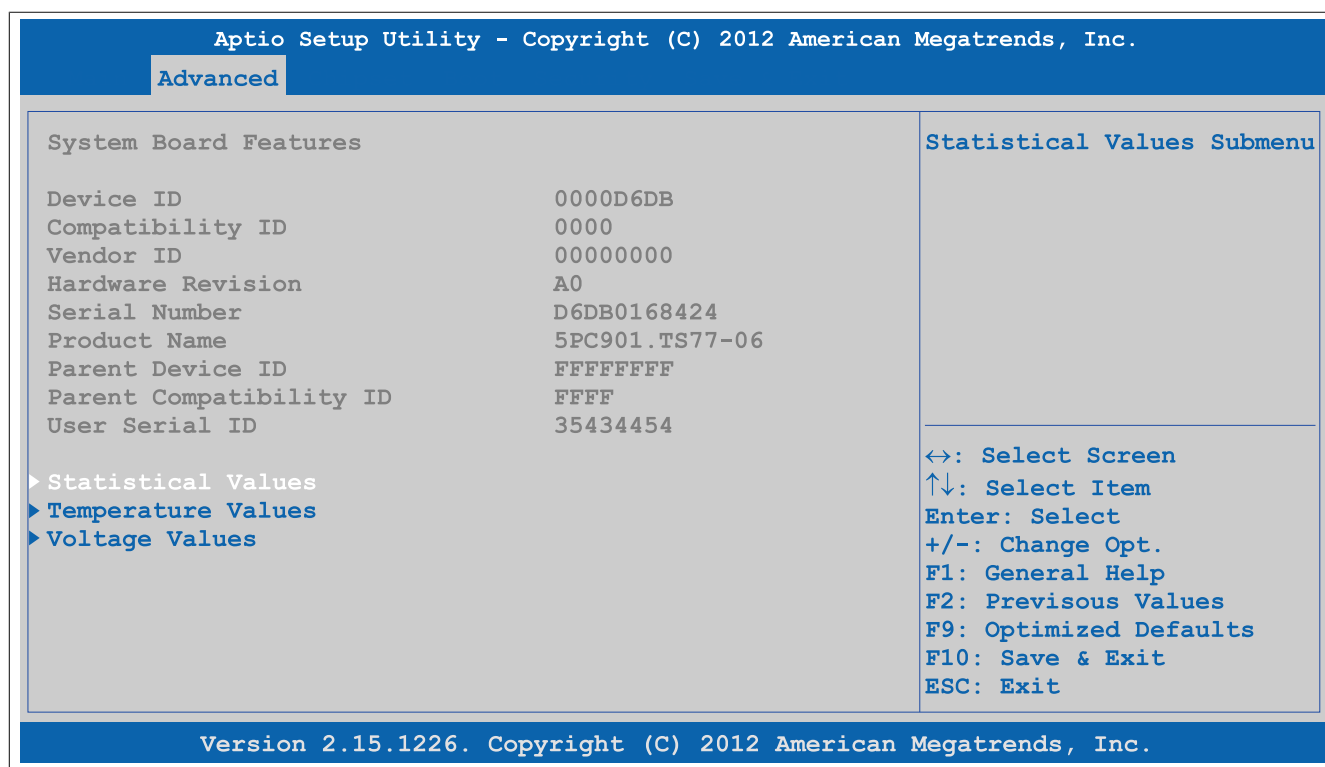 Aptio Setup Utility - Copyright (C) 2012 American Megatrends, Inc.
Advanced
System Board Features
Device ID 0000D6DB
Compatibility ID 0000
Vendor ID 00000000
Hardware Revision A0
Serial Number D6DB0168424
Product Name 5PC901.TS77-06
Parent Device ID FFFFFFFF
Parent Compatibility ID FFFF
User Serial ID 35434454
Statistical Values
Temperature Values
Voltage Values
Statistical Values Submenu
↔: Select Screen
↑↓: Select Item
Enter: Select
+/-: Change Opt.
F1: General Help
F2: Previsous Values
F9: Optimized Defaults
F10: Save & Exit
ESC: Exit
Version 2.15.1226. Copyright (C) 2012 American Megatrends, Inc.